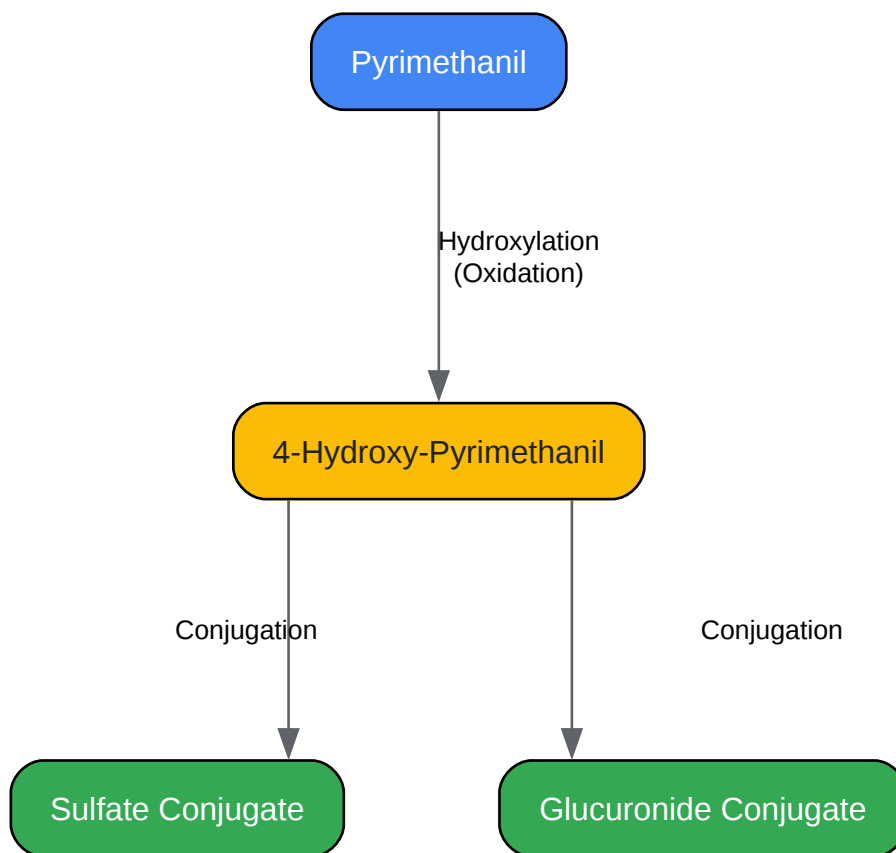 Pyrimethanil
Hydroxylation
(Oxidation)
4-Hydroxy-Pyrimethanil
Conjugation
Conjugation
Sulfate Conjugate
Glucuronide Conjugate